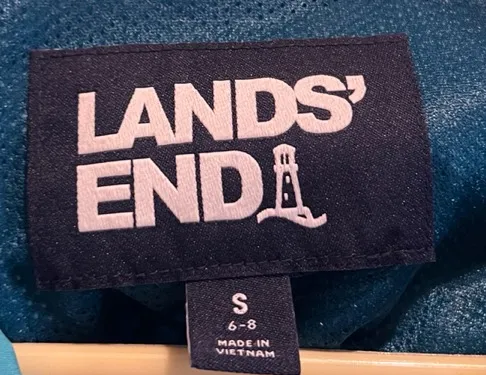 LANDS’
END
S
6-8
MADE IN
VIETNAM